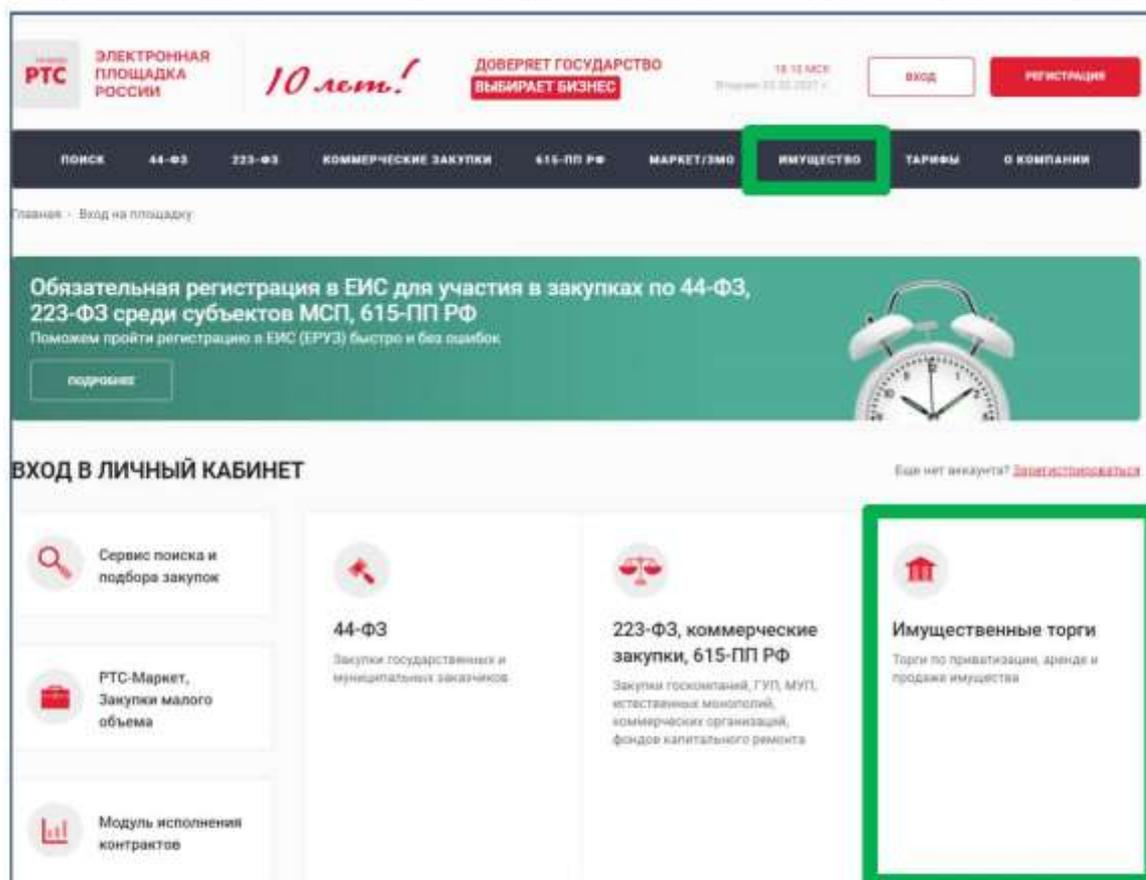 РТС
ЭЛЕКТРОННАЯ
ПЛОЩАДКА
РОССИИ
10 лет!
ДОВЕРЯЕТ ГОСУДАРСТВО
ВЫБИРАЕТ БИЗНЕС
ВХОД
РЕГИСТРАЦИЯ
ПОИСК 44-ФЗ 223-ФЗ КОММЕРЧЕСКИЕ ЗАКУПКИ 615-ПП РФ МАРКЕТ/ЗМО ИМУЩЕСТВО ТАРИФЫ О КОМПАНИИ
Главная - Вход на площадку
Обязательная регистрация в ЕИС для участия в закупках по 44-ФЗ,
223-ФЗ среди субъектов МСП, 615-ПП РФ
Поможем пройти регистрацию в ЕИС (ЕРУЗ) быстро и без ошибок
ПОДРОБНЕЕ
ВХОД В ЛИЧНЫЙ КАБИНЕТ
Еще нет аккаунта? Зарегистрироваться
Сервис поиска и
подбора закупок
РТС-Маркет,
Закупки малого
объема
Модуль исполнения
контрактов
44-ФЗ
Закупки государственных и
муниципальных заказчиков
223-ФЗ, коммерческие
закупки, 615-ПП РФ
Закупки госкомпаний, ГУП, МУП,
естественных монополий,
коммерческих организаций,
фондов капитального ремонта
Имущественные торги
Торги по приватизации, аренде и
продаже имущества